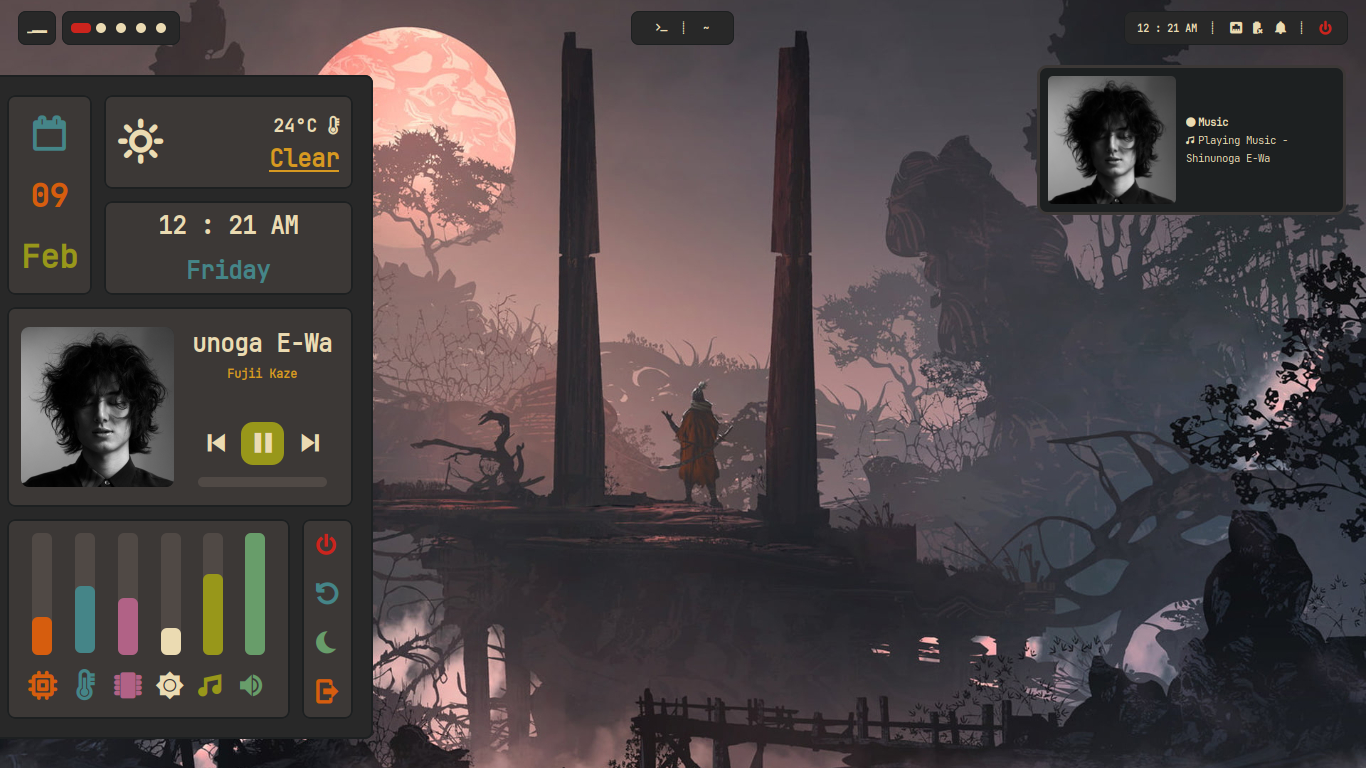 >_ | ~
12 : 21 AM
09
Feb
24°C
Clear
12 : 21 AM
Friday
unoga E-Wa
Fujii Kaze
Music
Playing Music -
Shinunoga E-Wa